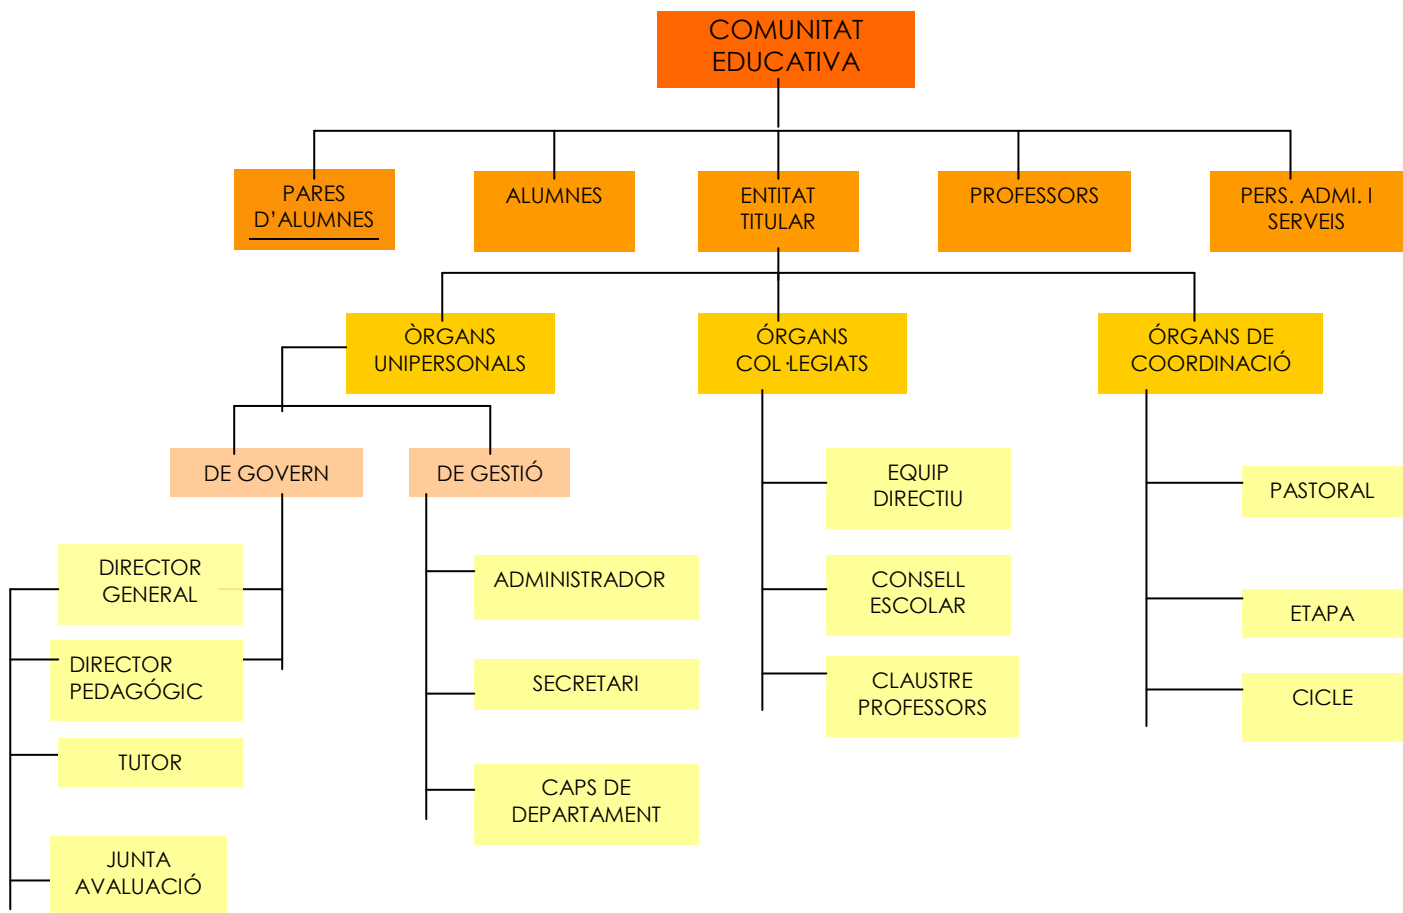 COMUNITAT
EDUCATIVA
PARES
D'ALUMNES
ALUMNES
ENTITAT
TITULAR
PROFESSORS
PERS. ADMI. I
SERVEIS
ÒRGANS
UNIPERSONALS
ÓRGANS
COL·LEGIATS
ÓRGANS DE
COORDINACIÓ
DE GOVERN
DE GESTIÓ
DIRECTOR
GENERAL
DIRECTOR
PEDAGÓGIC
TUTOR
JUNTA
AVALUACIÓ
ADMINISTRADOR
SECRETARI
CAPS DE
DEPARTAMENT
EQUIP
DIRECTIU
CONSELL
ESCOLAR
CLAUSTRE
PROFESSORS
PASTORAL
ETAPA
CICLE